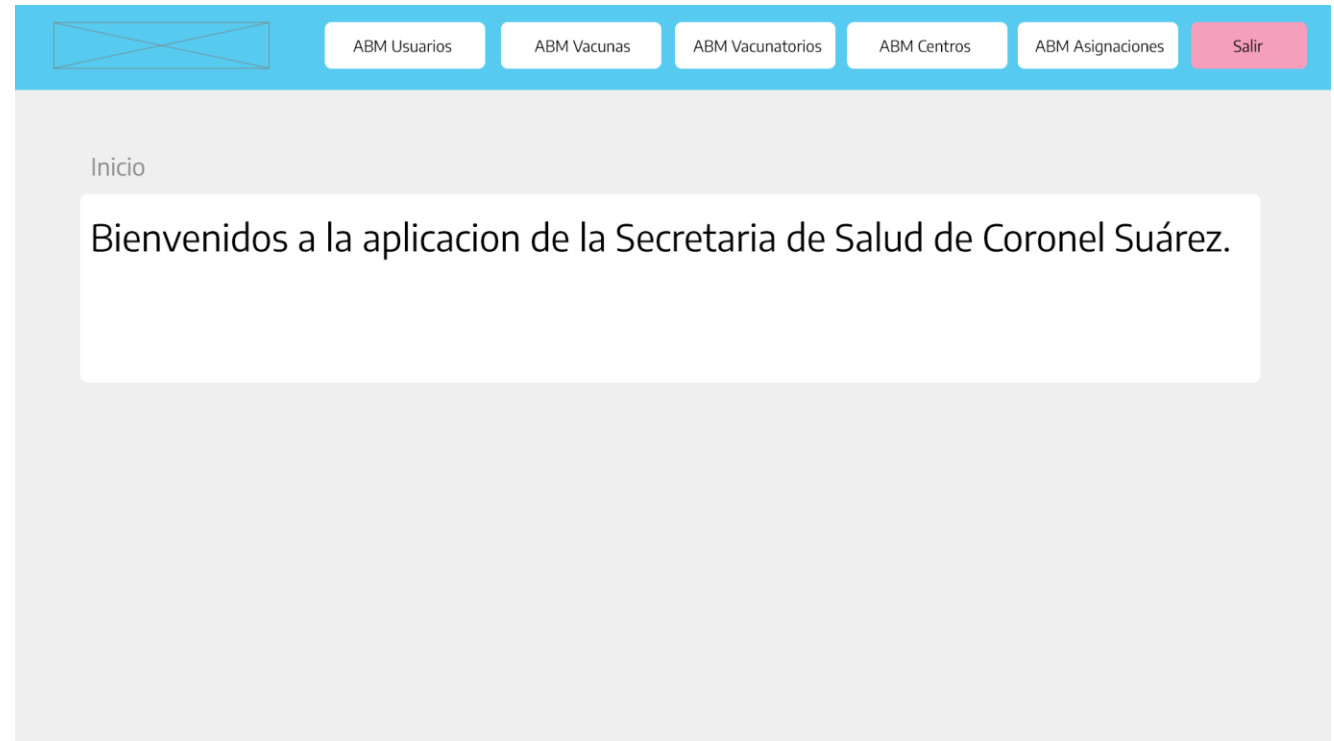 ABM Usuarios
ABM Vacunas
ABM Vacunatorios
ABM Centros
ABM Asignaciones
Salir
Inicio
Bienvenidos a la aplicacion de la Secretaria de Salud de Coronel Suárez.